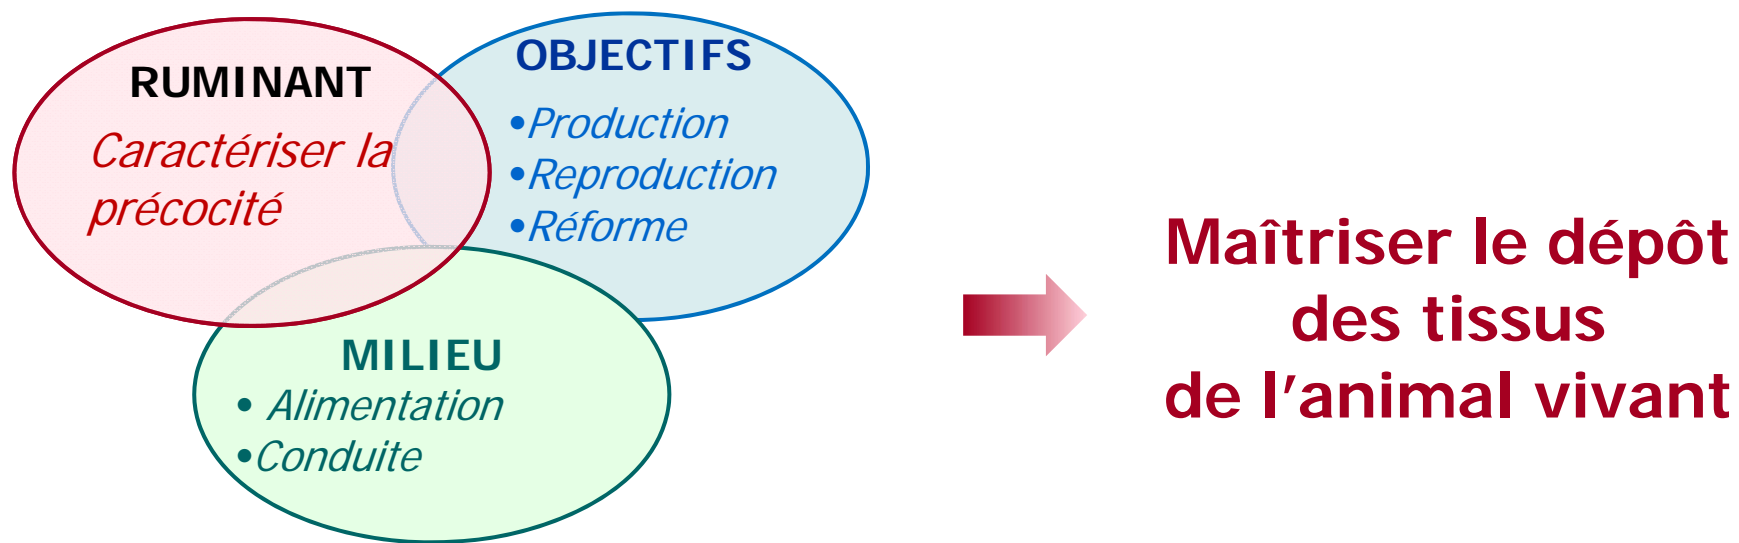 RUMINANT
Caractériser la
précocité
OBJECTIFS
•Production
•Reproduction
•Réforme
MILIEU
• Alimentation
•Conduite
Maîtriser le dépôt
des tissus
de l’animal vivant